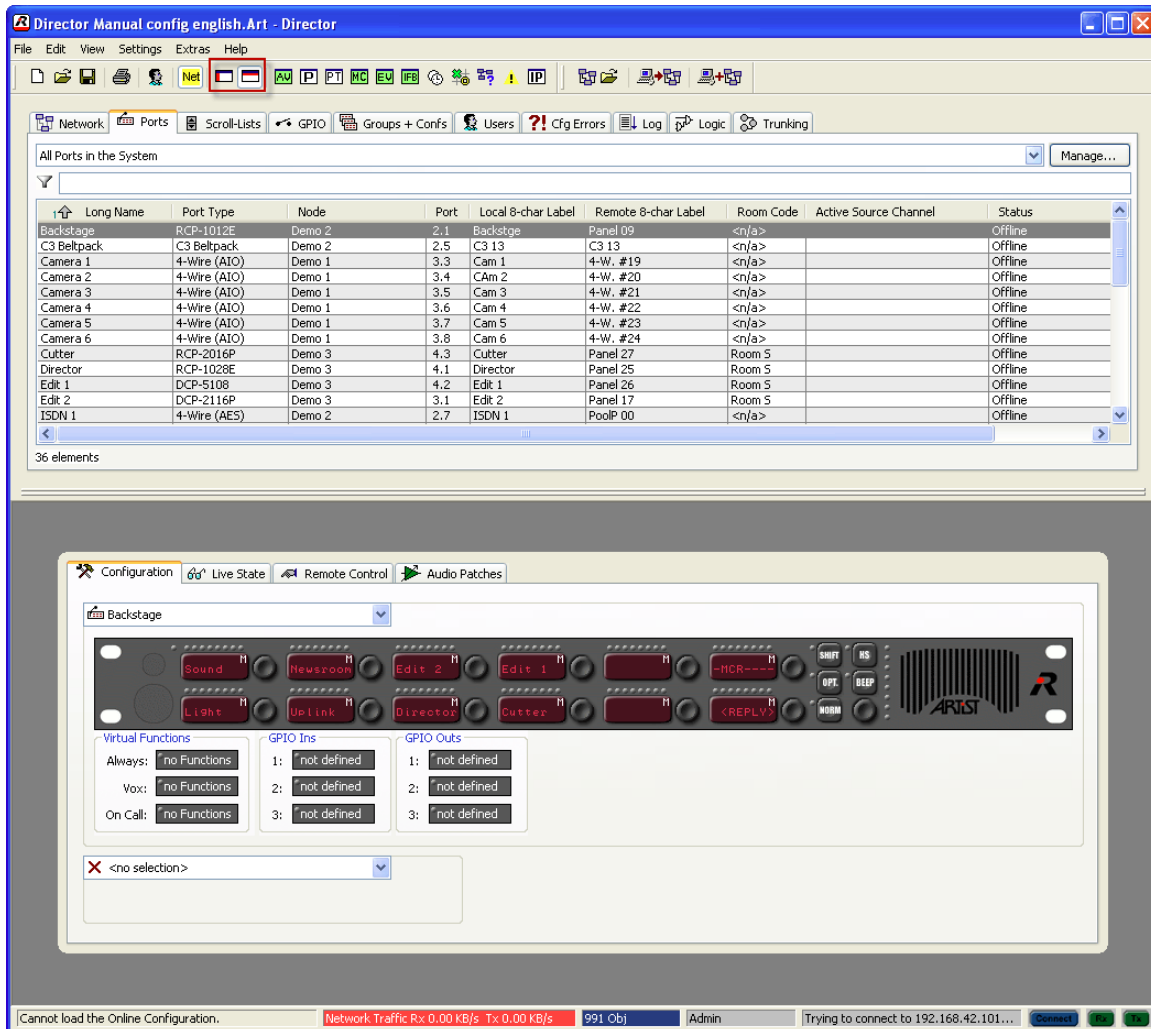 Director Manual config english.Art - Director
File Edit View Settings Extras Help
Net AU P PT MC EV IFB IP
Network Ports Scroll-Lists GPIO Groups + Confs Users ?! Cfg Errors Log Logic Trunking
All Ports in the System Manage...
1 Long Name Port Type Node Port Local 8-char Label Remote 8-char Label Room Code Active Source Channel Status
Backstage RCP-1012E Demo 2 2.1 Backstge Panel 09 <n/a> Offline
C3 Beltpack C3 Beltpack Demo 2 2.5 C3 13 C3 13 <n/a> Offline
Camera 1 4-Wire (AIO) Demo 1 3.3 Cam 1 4-W. #19 <n/a> Offline
Camera 2 4-Wire (AIO) Demo 1 3.4 CAm 2 4-W. #20 <n/a> Offline
Camera 3 4-Wire (AIO) Demo 1 3.5 Cam 3 4-W. #21 <n/a> Offline
Camera 4 4-Wire (AIO) Demo 1 3.6 Cam 4 4-W. #22 <n/a> Offline
Camera 5 4-Wire (AIO) Demo 1 3.7 Cam 5 4-W. #23 <n/a> Offline
Camera 6 4-Wire (AIO) Demo 1 3.8 Cam 6 4-W. #24 <n/a> Offline
Cutter RCP-2016P Demo 3 4.3 Cutter Panel 27 Room S Offline
Director RCP-1028E Demo 3 4.1 Director Panel 25 Room S Offline
Edit 1 DCP-5108 Demo 3 4.2 Edit 1 Panel 26 Room S Offline
Edit 2 DCP-2116P Demo 3 3.1 Edit 2 Panel 17 Room S Offline
ISDN 1 4-Wire (AES) Demo 2 2.7 ISDN 1 PoolP 00 <n/a> Offline
36 elements
Configuration Live State Remote Control Audio Patches
Backstage
Sound M Newsroom M Edit 2 M Edit 1 M M -MCR---- M SHIFT HS
OPT. BEEP
Light M Uplink M Director M Cutter M M <REPLY> M NORM ARTIST R
Virtual Functions GPIO Ins GPIO Outs
Always: no Functions 1: not defined 1: not defined
Vox: no Functions 2: not defined 2: not defined
On Call: no Functions 3: not defined 3: not defined
<no selection>
Cannot load the Online Configuration. Network Traffic Rx 0.00 KB/s Tx 0.00 KB/s 991 Obj Admin Trying to connect to 192.168.42.101... Connect Rx Tx